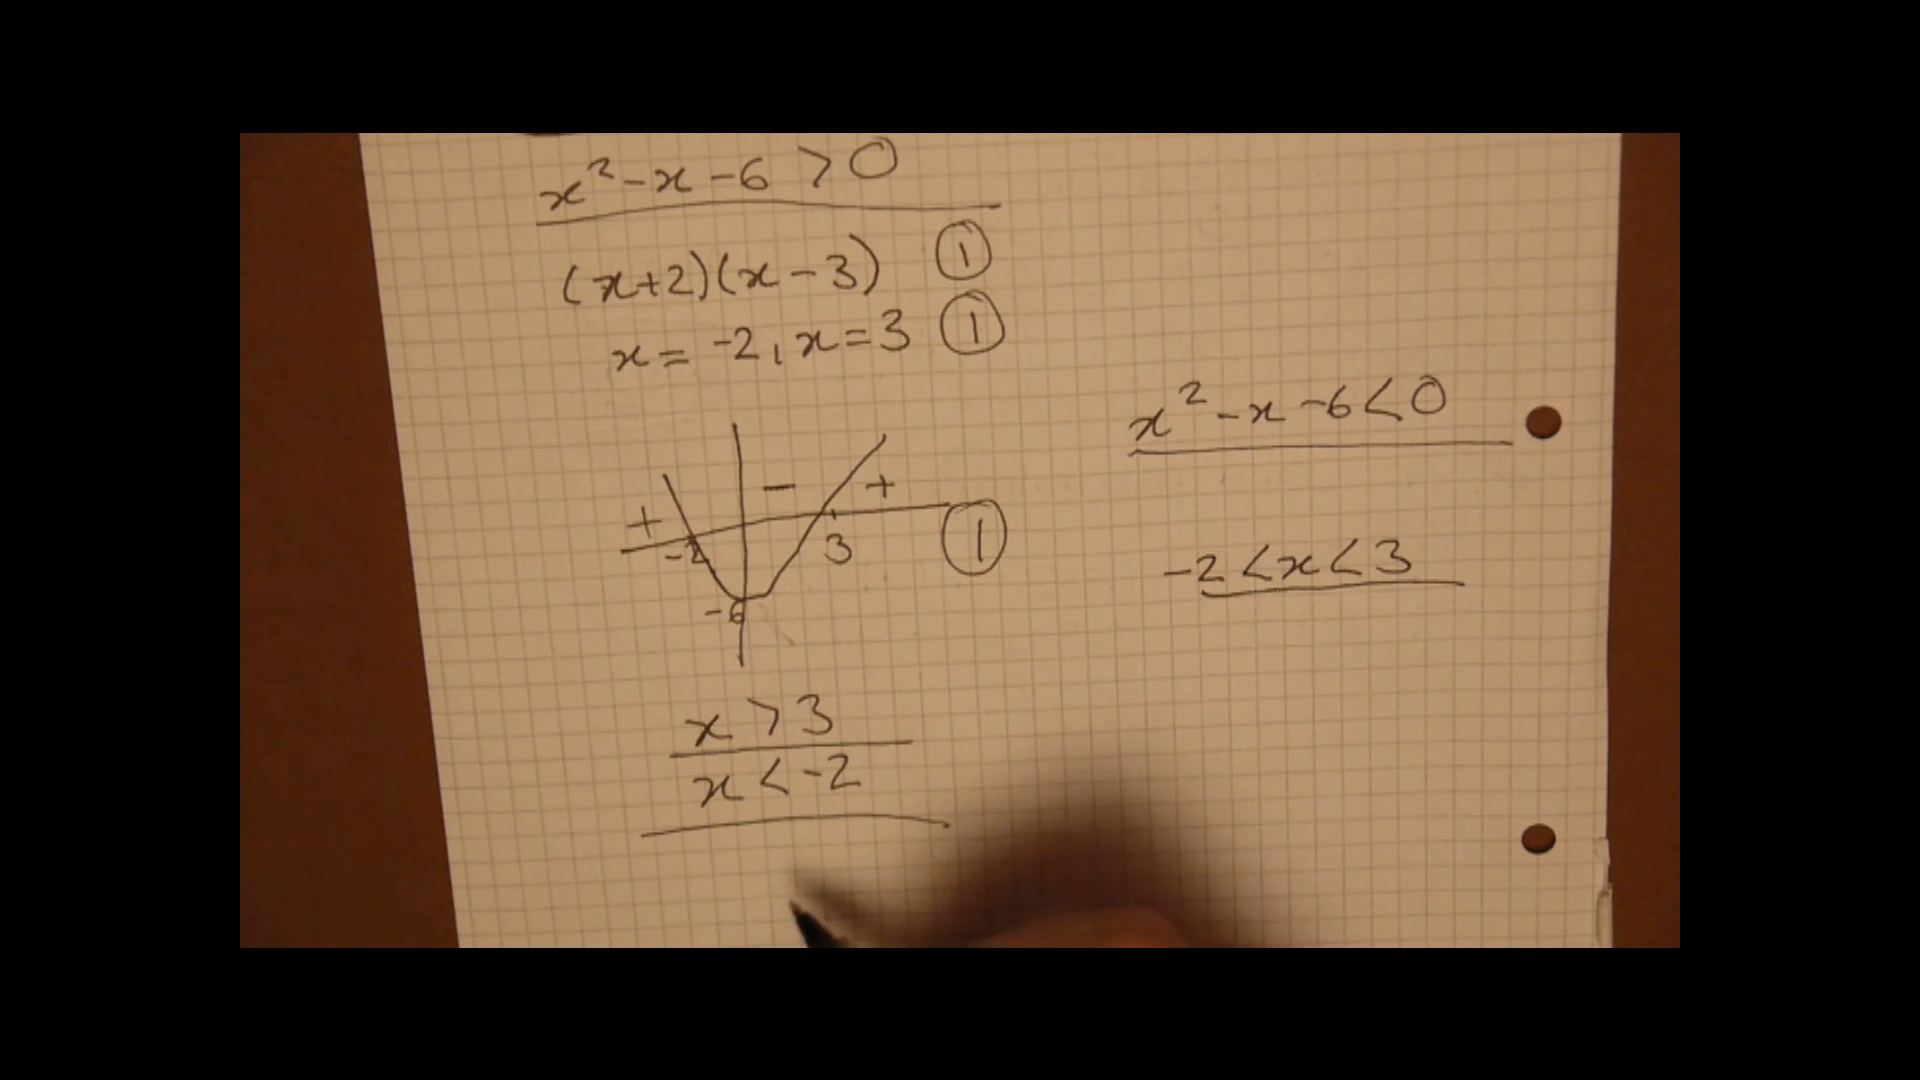 x² - x - 6 > 0
(x+2)(x-3) ①
x = -2, x = 3 ①
+ - +
-2 3 ①
-6
x > 3
x < -2
x² - x - 6 < 0
-2 < x < 3